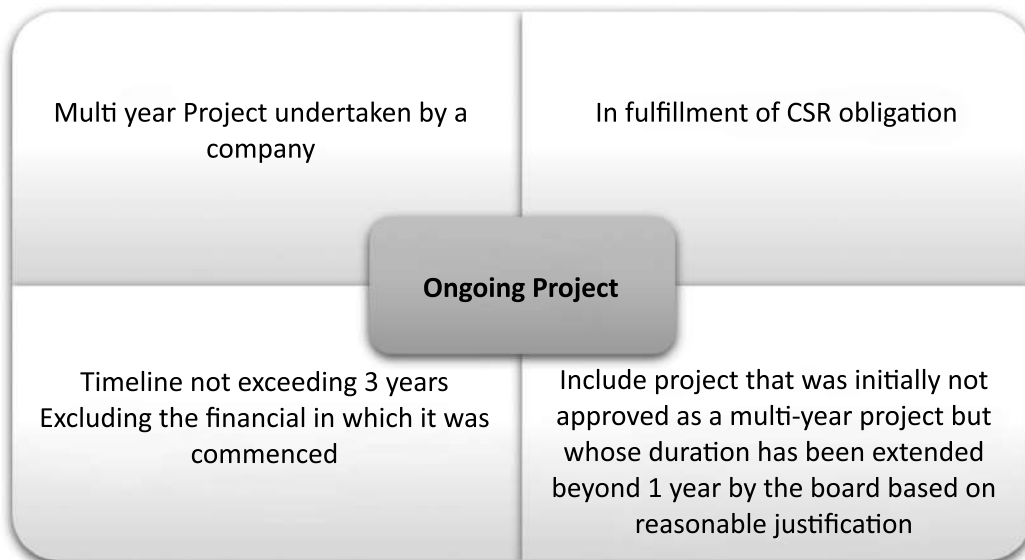 Multi year Project undertaken by a
company
In fulfillment of CSR obligation
Ongoing Project
Timeline not exceeding 3 years
Excluding the financial in which it was
commenced
Include project that was initially not
approved as a multi-year project but
whose duration has been extended
beyond 1 year by the board based on
reasonable justification